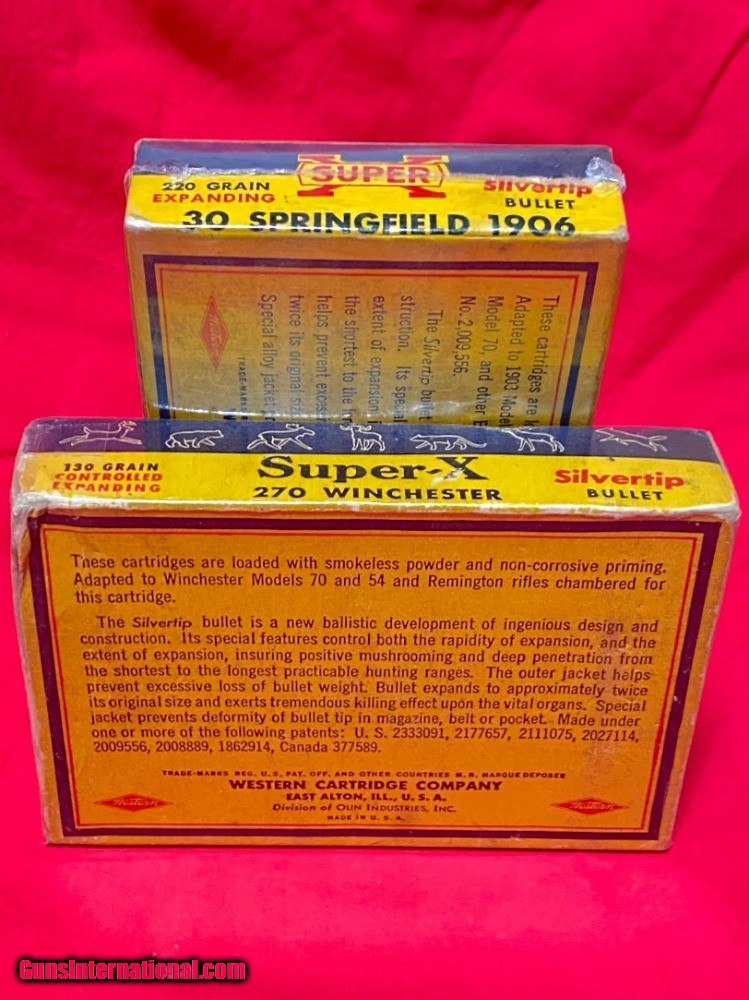 220 GRAIN
EXPANDING
SUPER X
Silvertip
BULLET
30 SPRINGFIELD 1906
These cartridges are
Adapted to 1903 Model
Model 70, and other
No. 2,009,556.
The Silvertip bullet
struction. Its special
extent of expansion,
the shortest to the
helps prevent
twice its original size
Special alloy jacket
TRADE-MARKS
Western
130 GRAIN
CONTROLLED
EXPANDING
Super-X
270 WINCHESTER
Silvertip
BULLET
These cartridges are loaded with smokeless powder and non-corrosive priming.
Adapted to Winchester Models 70 and 54 and Remington rifles chambered for
this cartridge.
The Silvertip bullet is a new ballistic development of ingenious design and
construction. Its special features control both the rapidity of expansion, and the
extent of expansion, insuring positive mushrooming and deep penetration from
the shortest to the longest practicable hunting ranges. The outer jacket helps
prevent excessive loss of bullet weight. Bullet expands to approximately twice
its original size and exerts tremendous killing effect upon the vital organs. Special
jacket prevents deformity of bullet tip in magazine, belt or pocket. Made under
one or more of the following patents: U. S. 2333091, 2177657, 2111075, 2027114,
2009556, 2008889, 1862914, Canada 377589.
TRADE-MARKS REG. U.S. PAT. OFF. AND OTHER COUNTRIES M. R. MARQUE DEPOSEE
WESTERN CARTRIDGE COMPANY
EAST ALTON, ILL., U. S. A.
Division of OLIN INDUSTRIES, INC.
MADE IN U. S. A.
Western
Western
GunsInternational.com